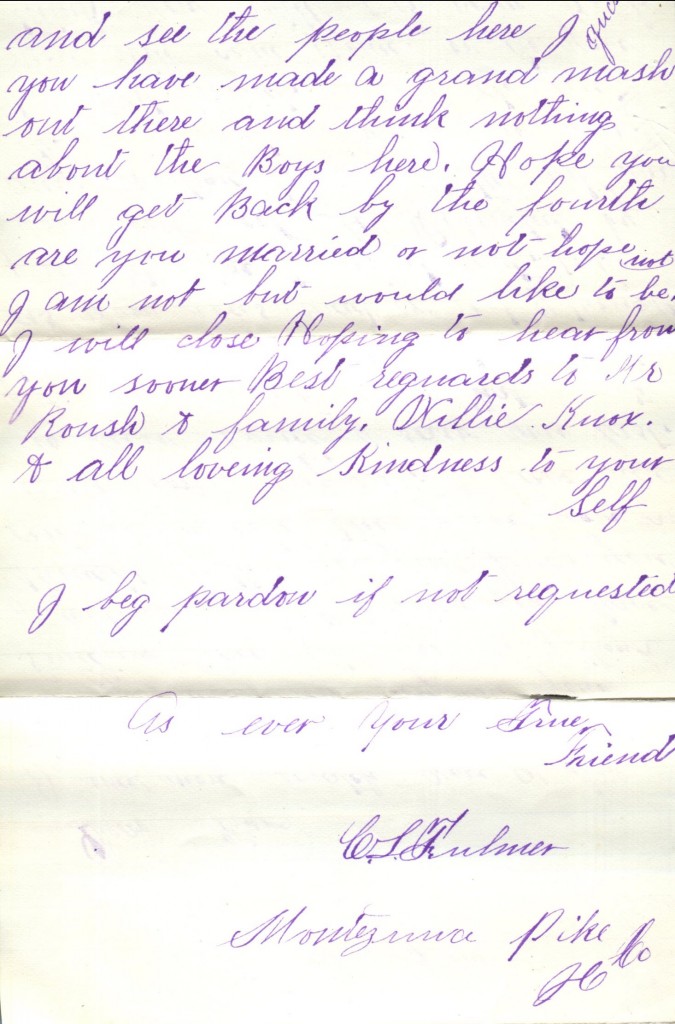 and see the people here I guess
you have made a grand mash
out there and think nothing
about the Boys here. Hope you
will get Back by the fourth
are you married or not hope not
I am not but would like to be.
I will close Hoping to hear from
you sooner Best reguards to Mr
Roush & family. Willie Knox.
& all loveing Kindness to your
Self
I beg pardon if not requested
As ever Your True
Friend
C. L. Fulmer
Montezuma Pike Co